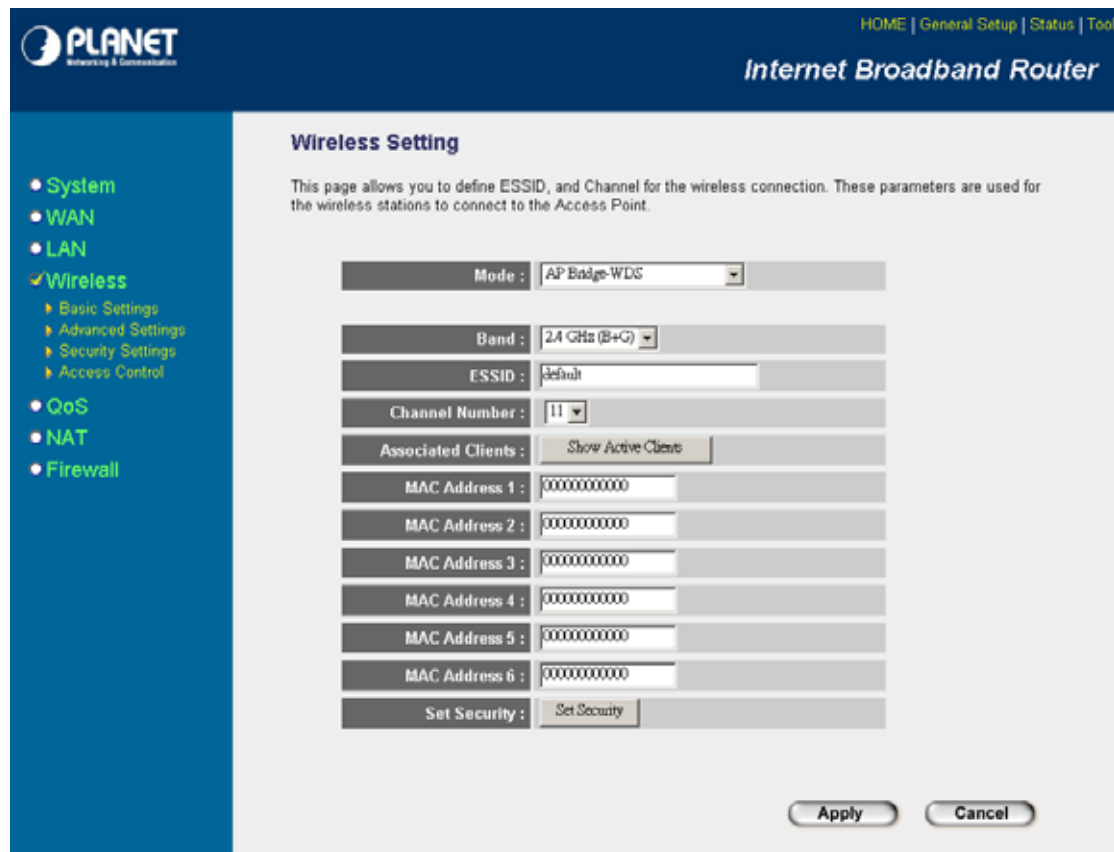 PLANET
Networking & Communication
HOME | General Setup | Status | Tool
Internet Broadband Router
System
WAN
LAN
Wireless
Basic Settings
Advanced Settings
Security Settings
Access Control
QoS
NAT
Firewall
Wireless Setting
This page allows you to define ESSID, and Channel for the wireless connection. These parameters are used for
the wireless stations to connect to the Access Point.
Mode : AP Bridge-WDS
Band : 2.4 GHz (B+G)
ESSID : default
Channel Number : 11
Associated Clients : Show Active Clients
MAC Address 1 : 000000000000
MAC Address 2 : 000000000000
MAC Address 3 : 000000000000
MAC Address 4 : 000000000000
MAC Address 5 : 000000000000
MAC Address 6 : 000000000000
Set Security : Set Security
Apply Cancel